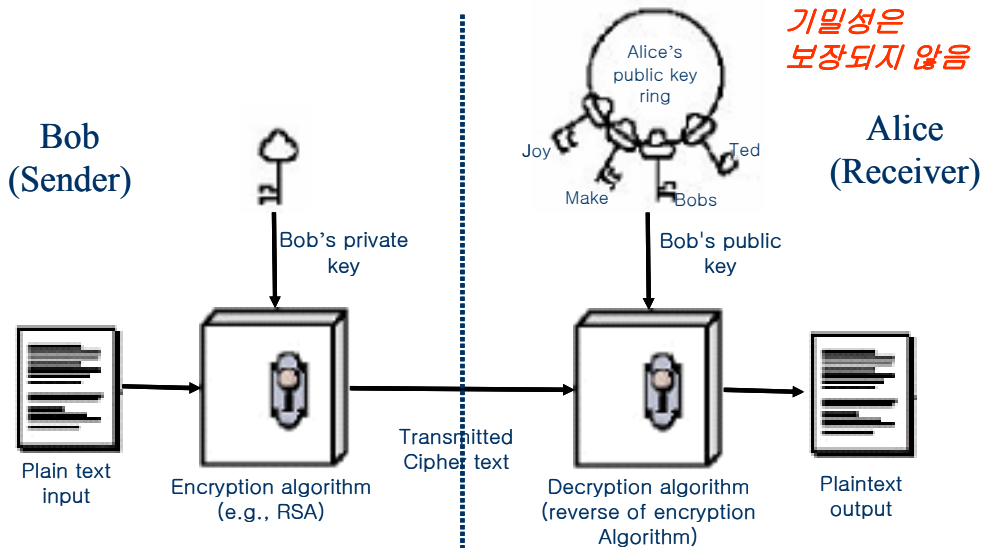 기밀성은
보장되지 않음
Alice's
public key
ring
Bob
(Sender)
Alice
(Receiver)
Joy
Ted
Make
Bobs
Bob's private
key
Bob's public
key
Transmitted
Cipher text
Plain text
input
Encryption algorithm
(e.g., RSA)
Decryption algorithm
(reverse of encryption
Algorithm)
Plaintext
output